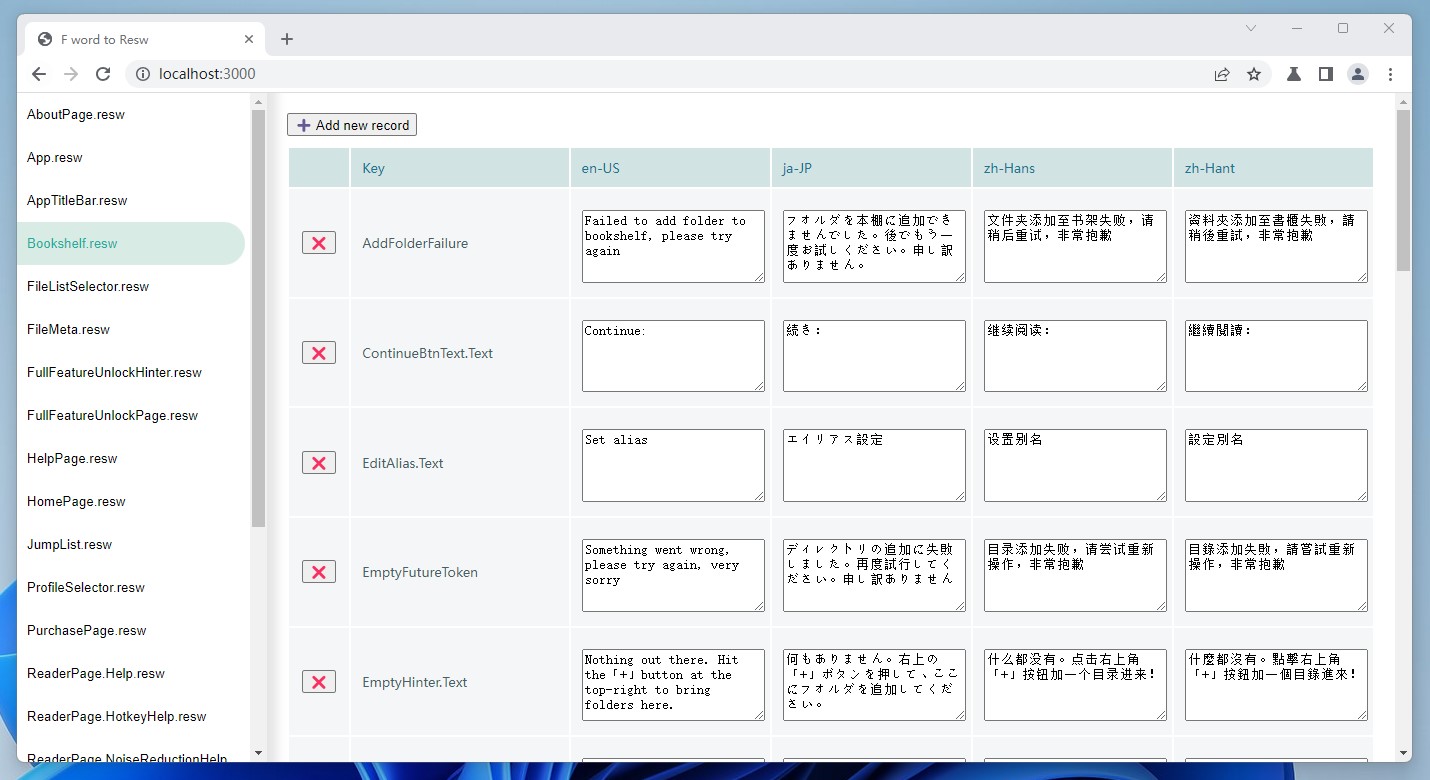 F word to Resw
localhost:3000
AboutPage.resw
App.resw
AppTitleBar.resw
Bookshelf.resw
FileListSelector.resw
FileMeta.resw
FullFeatureUnlockHinter.resw
FullFeatureUnlockPage.resw
HelpPage.resw
HomePage.resw
JumpList.resw
ProfileSelector.resw
PurchasePage.resw
ReaderPage.Help.resw
ReaderPage.HotkeyHelp.resw
ReaderPage.NoiseReductionHelp
Add new record
Key
en-US
ja-JP
zh-Hans
zh-Hant
AddFolderFailure
Failed to add folder to
bookshelf, please try
again
フォルダを本棚に追加でき
ませんでした。後でもう一
度お試しください。申し訳
ありません。
文件夹添加至书架失败，请
稍后重试，非常抱歉
資料夾添加至書櫃失敗，請
稍後重試，非常抱歉
ContinueBtnText.Text
Continue:
続き：
继续阅读：
繼續閱讀：
EditAlias.Text
Set alias
エイリアス設定
设置别名
設定別名
EmptyFutureToken
Something went wrong,
please try again, very
sorry
ディレクトリの追加に失敗
しました。再度試行してく
ださい。申し訳ありません
目录添加失败，请尝试重新
操作，非常抱歉
目錄添加失敗，請嘗試重新
操作，非常抱歉
EmptyHinter.Text
Nothing out there. Hit
the「+」button at the
top-right to bring
folders here.
何もありません。右上の
「+」ボタンを押して、ここ
にフォルダを追加してくだ
さい。
什么都没有。点击右上角
「+」按钮加一个目录进来！
什麼都沒有。點擊右上角
「+」按鈕加一個目錄進來！